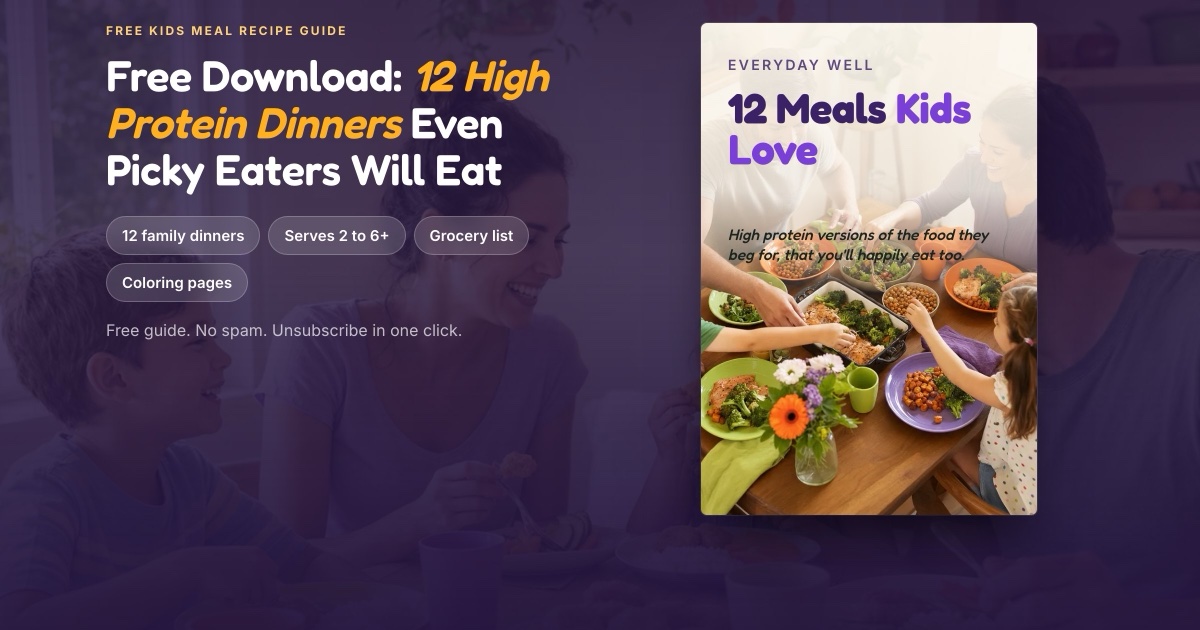 FREE KIDS MEAL RECIPE GUIDE
Free Download: 12 High
Protein Dinners Even
Picky Eaters Will Eat
12 family dinners
Serves 2 to 6+
Grocery list
Coloring pages
Free guide. No spam. Unsubscribe in one click.
EVERYDAY WELL
12 Meals Kids
Love
High protein versions of the food they
beg for, that you'll happily eat too.